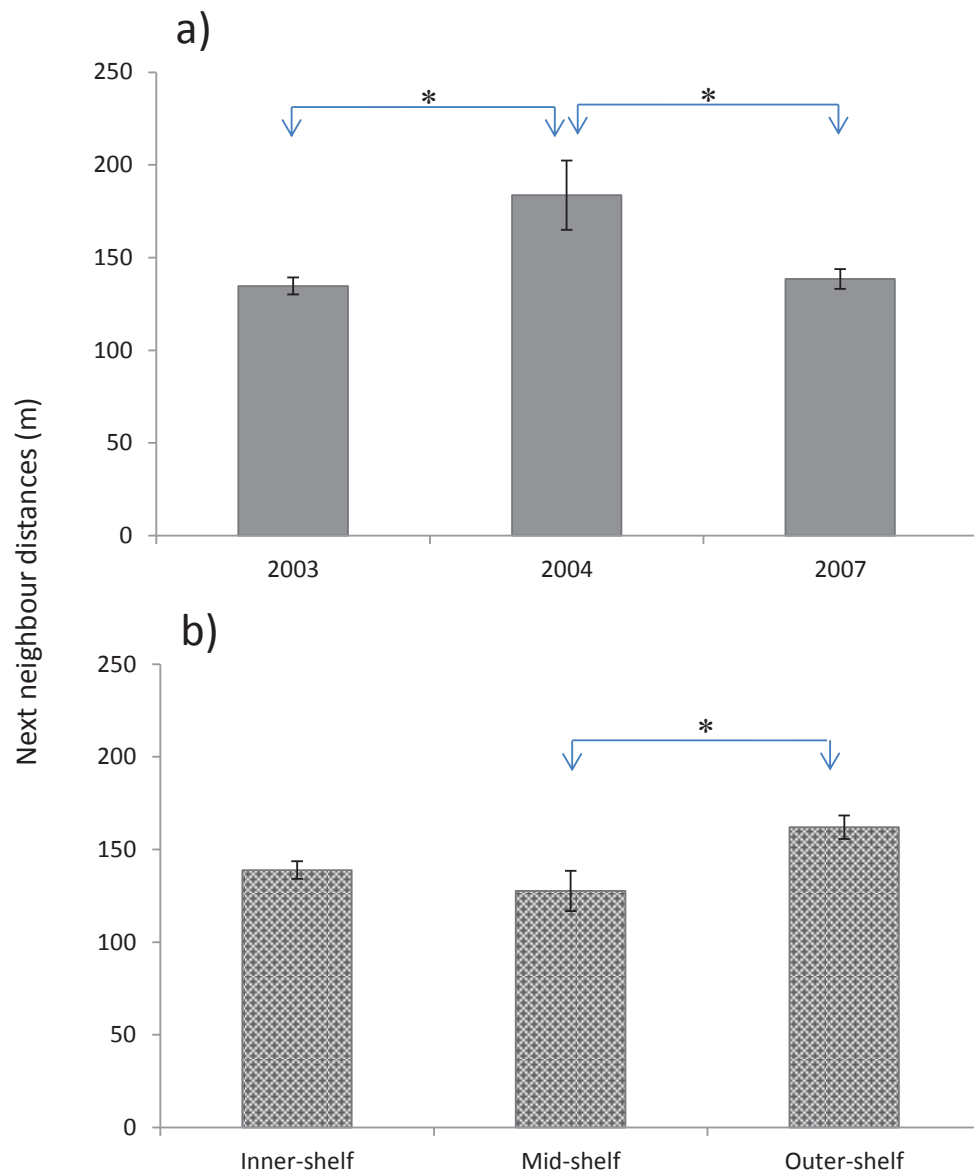 a)
250
200
150
100
50
0
* *
2003 2004 2007
Next neighbour distances (m)
b)
250
200
150
100
50
0
*
Inner-shelf Mid-shelf Outer-shelf